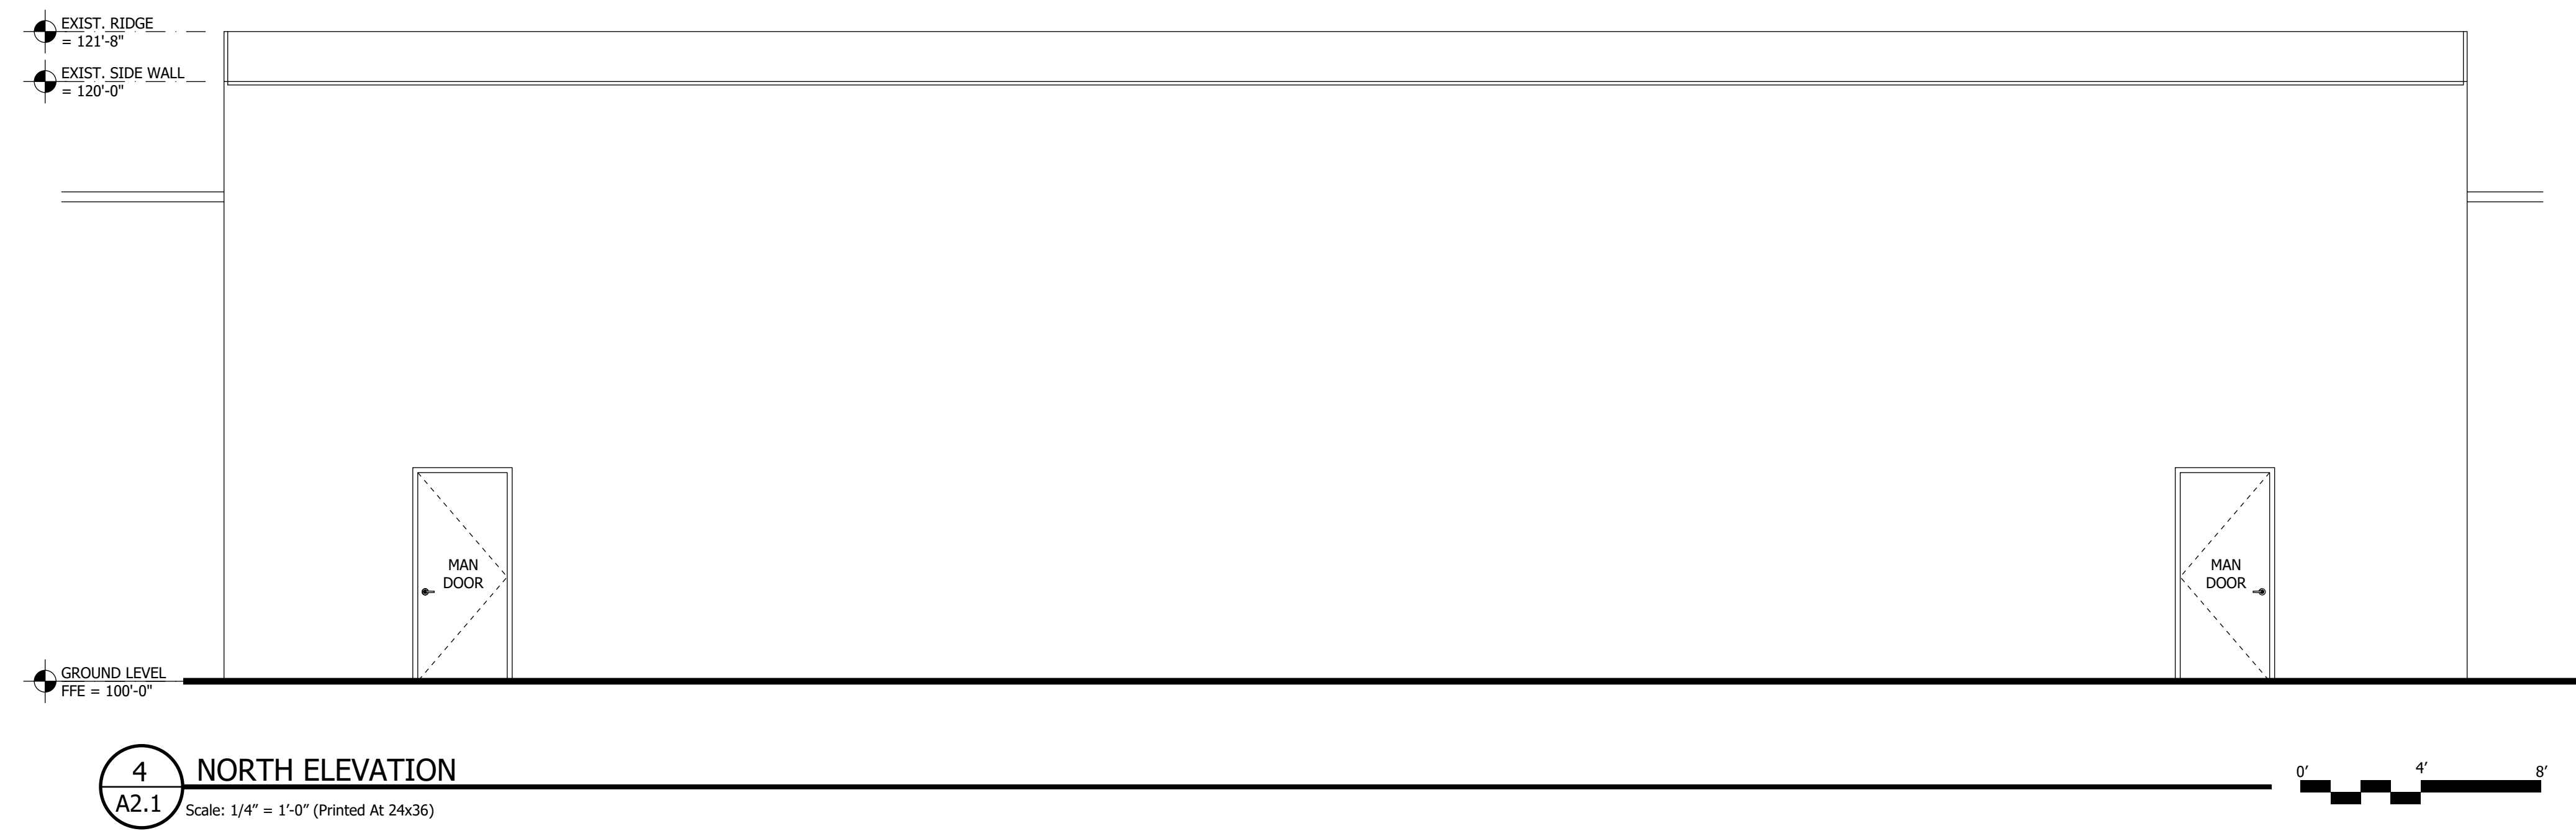 EXIST. RIDGE
= 121'-8"
EXIST. SIDE WALL
= 120'-0"
MAN
DOOR
MAN
DOOR
GROUND LEVEL
FFE = 100'-0"
4
A2.1
NORTH ELEVATION
Scale: 1/4″ = 1′-0″ (Printed At 24x36)
0′ 4′ 8′